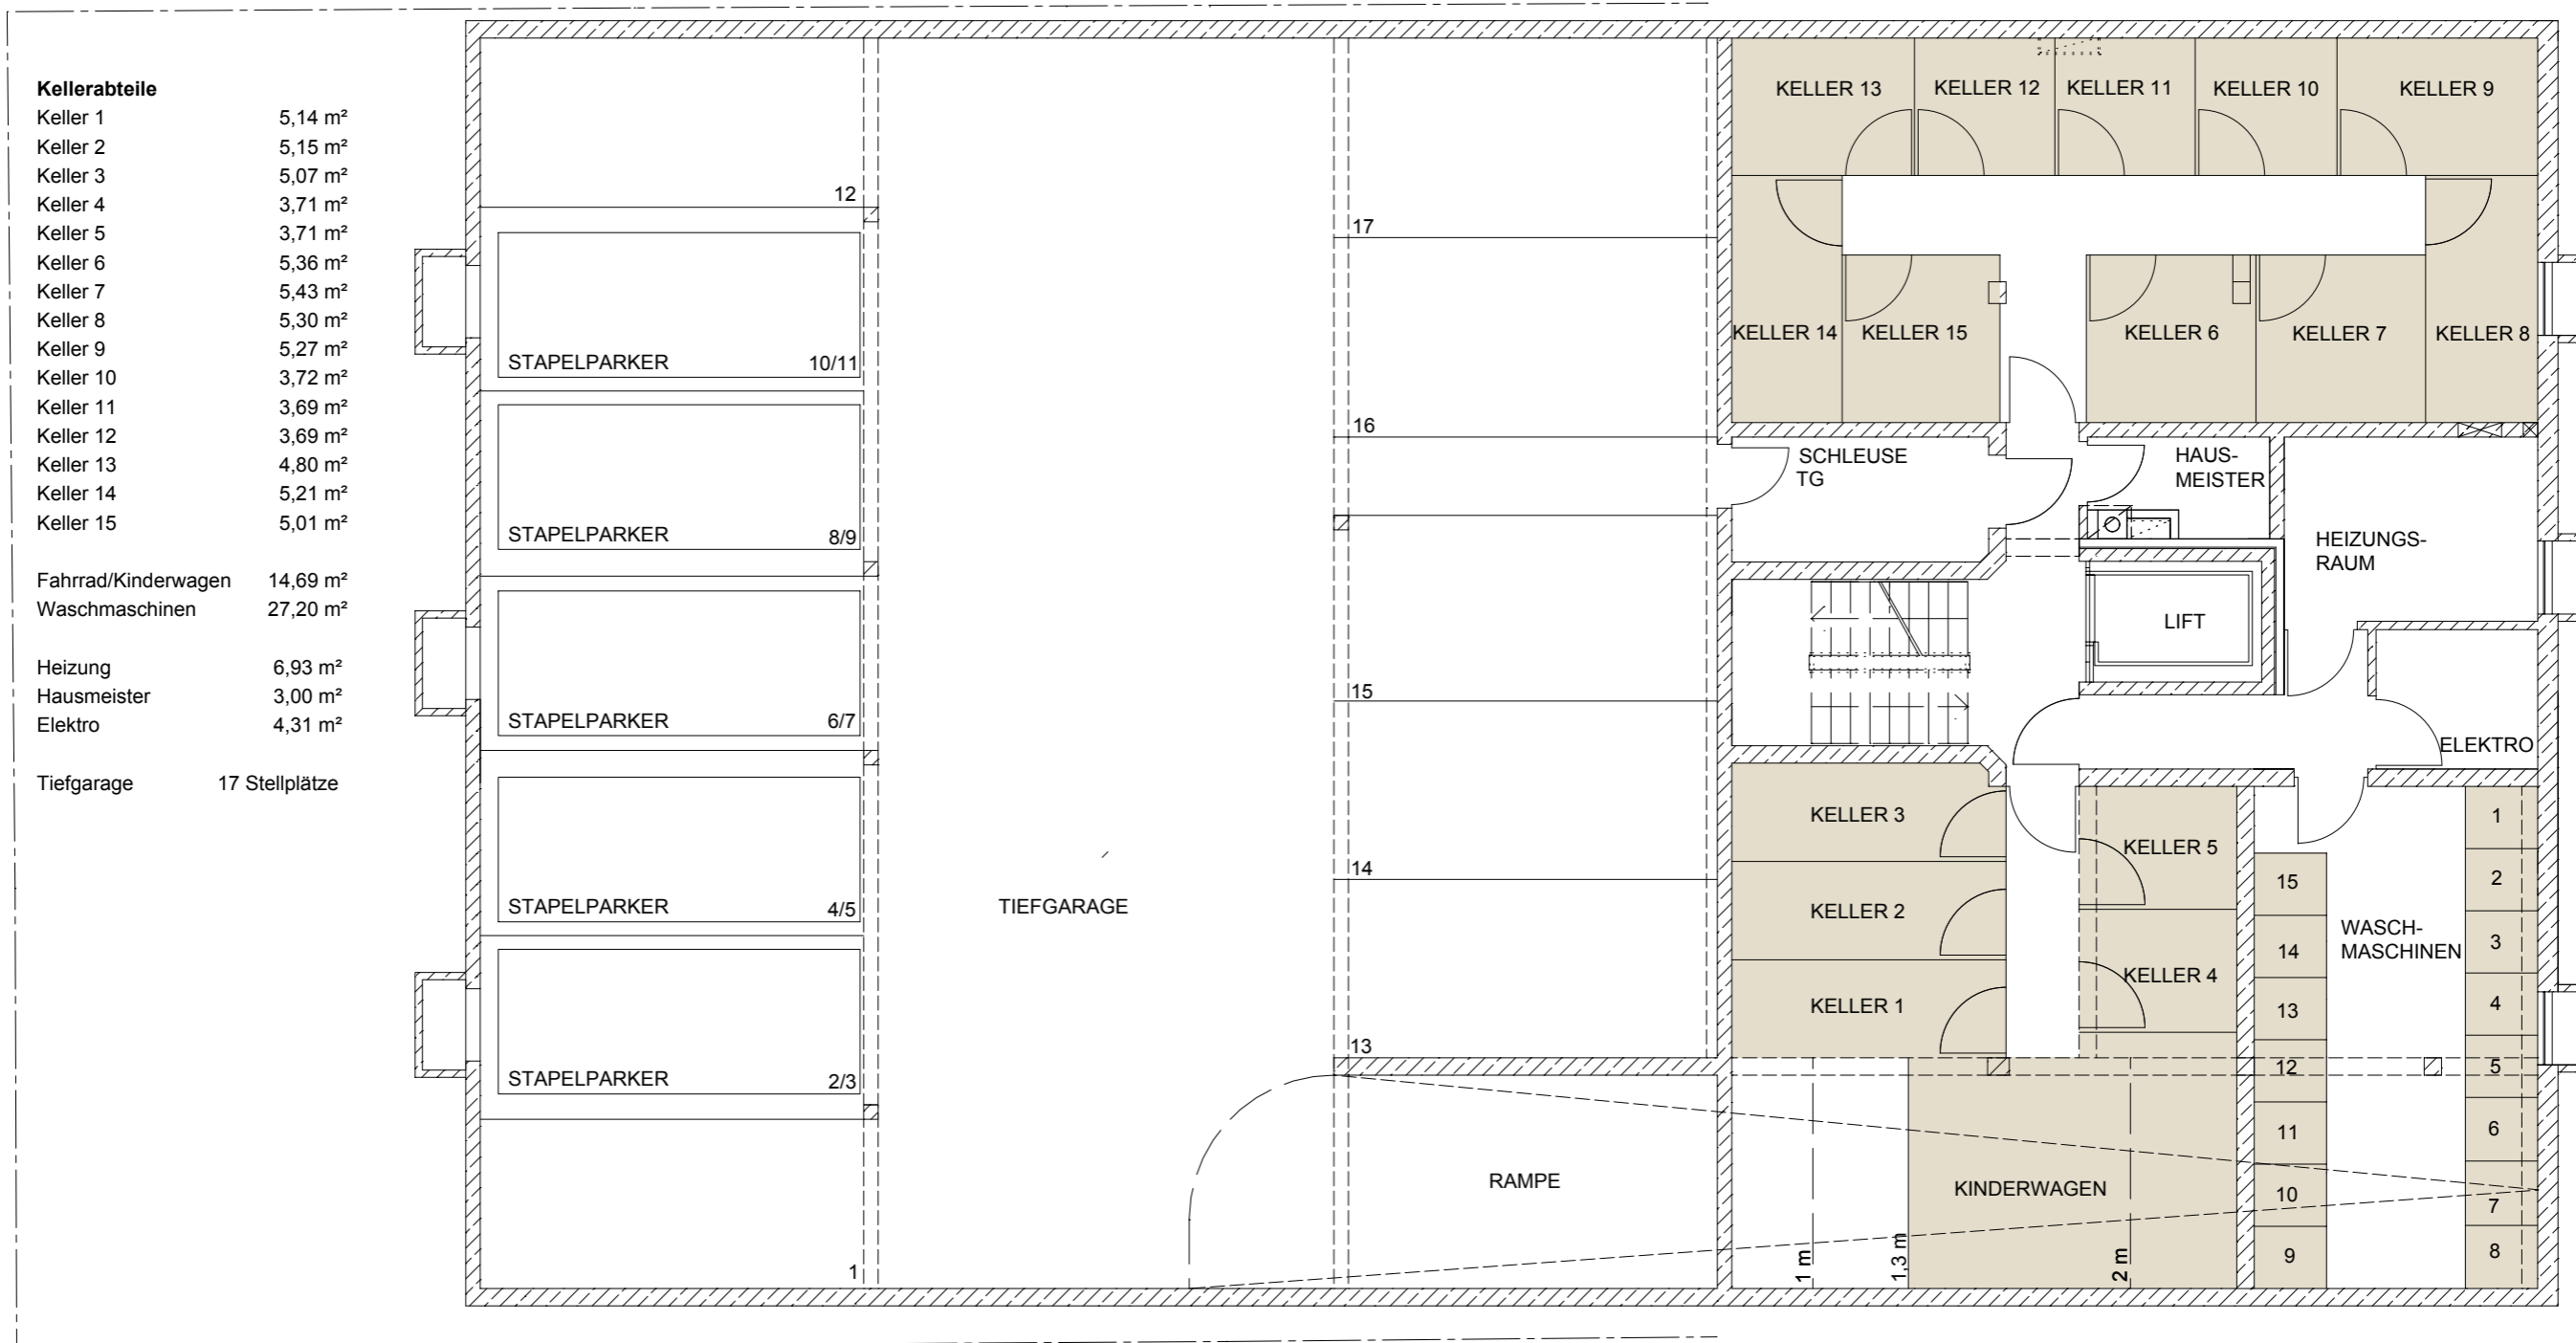 Kellerabteile
Keller 1 5,14 m²
Keller 2 5,15 m²
Keller 3 5,07 m²
Keller 4 3,71 m²
Keller 5 3,71 m²
Keller 6 5,36 m²
Keller 7 5,43 m²
Keller 8 5,30 m²
Keller 9 5,27 m²
Keller 10 3,72 m²
Keller 11 3,69 m²
Keller 12 3,69 m²
Keller 13 4,80 m²
Keller 14 5,21 m²
Keller 15 5,01 m²
Fahrrad/Kinderwagen 14,69 m²
Waschmaschinen 27,20 m²
Heizung 6,93 m²
Hausmeister 3,00 m²
Elektro 4,31 m²
Tiefgarage 17 Stellplätze
12
STAPELPARKER 10/11
STAPELPARKER 8/9
STAPELPARKER 6/7
STAPELPARKER 4/5
STAPELPARKER 2/3
1
TIEFGARAGE
17
16
15
14
13
RAMPE
KELLER 13
KELLER 12
KELLER 11
KELLER 10
KELLER 9
KELLER 14
KELLER 15
KELLER 6
KELLER 7
KELLER 8
SCHLEUSE
TG
HAUS-
MEISTER
HEIZUNGS-
RAUM
LIFT
ELEKTRO
KELLER 3
KELLER 2
KELLER 1
KELLER 5
KELLER 4
KINDERWAGEN
1 m
1,3 m
2 m
WASCH-
MASCHINEN
15
14
13
12
11
10
9
1
2
3
4
5
6
7
8